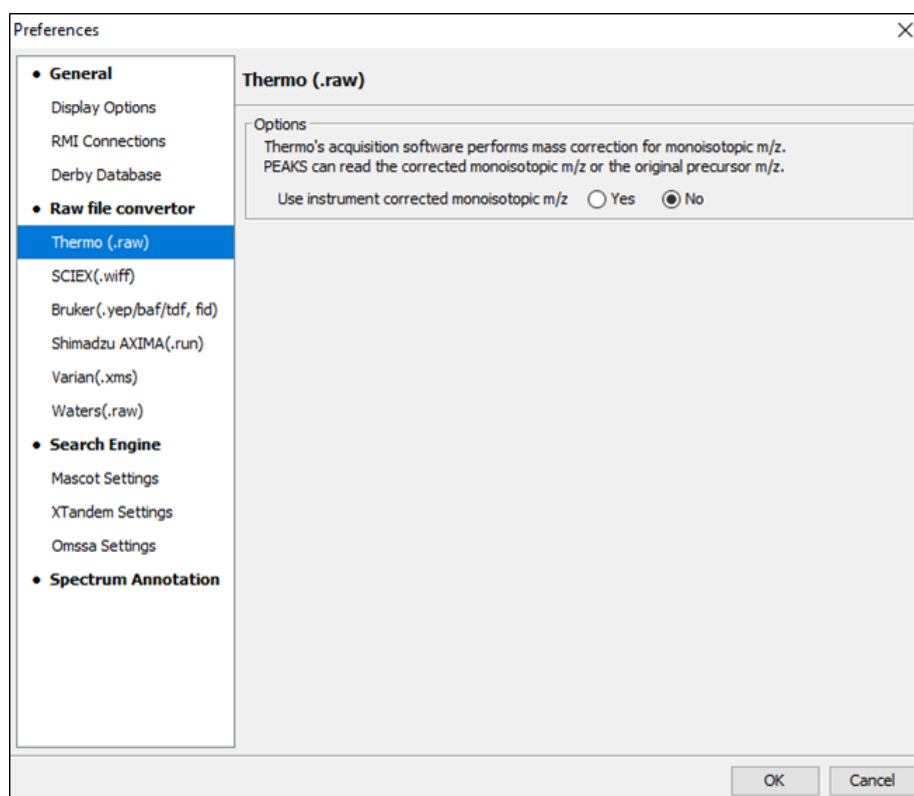 Preferences
• General
Display Options
RMI Connections
Derby Database
• Raw file convertor
Thermo (.raw)
SCIEX(.wiff)
Bruker(.yep/baf/tdf, fid)
Shimadzu AXIMA(.run)
Varian(.xms)
Waters(.raw)
• Search Engine
Mascot Settings
XTandem Settings
Omssa Settings
• Spectrum Annotation
Thermo (.raw)
Options
Thermo's acquisition software performs mass correction for monoisotopic m/z.
PEAKS can read the corrected monoisotopic m/z or the original precursor m/z.
Use instrument corrected monoisotopic m/z Yes No
OK Cancel